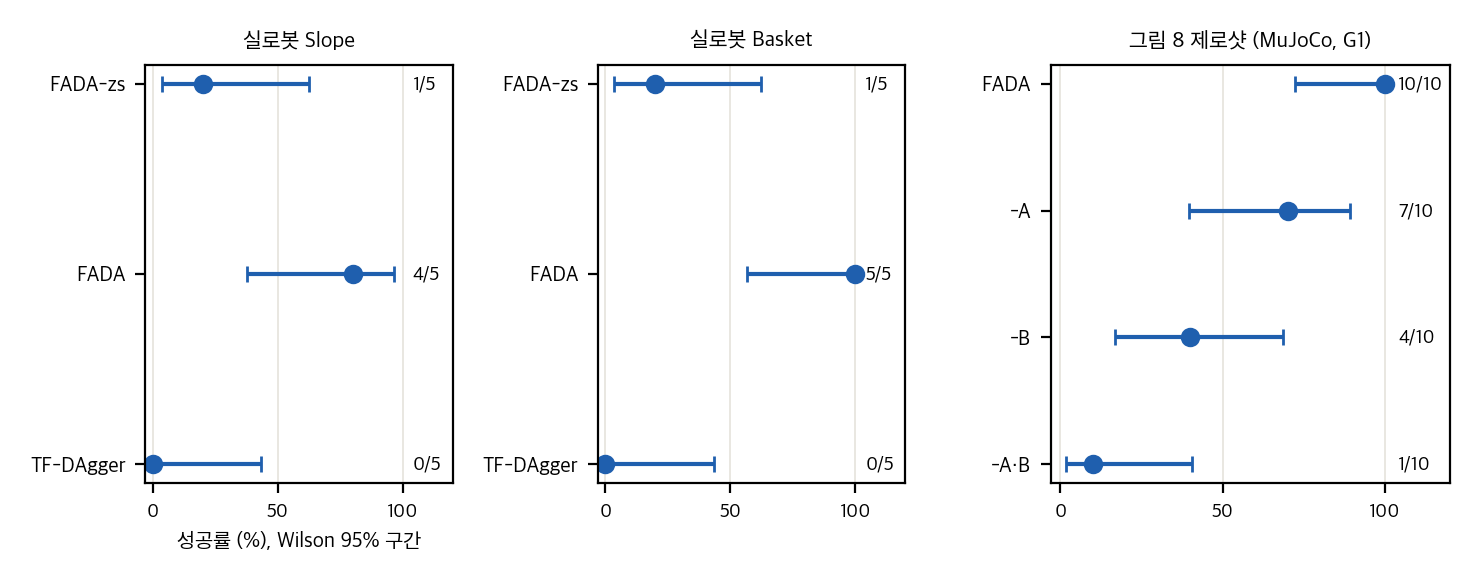 실로봇 Slope
FADA-zs
1/5
FADA
4/5
TF-DAgger
0/5
0 50 100
성공률 (%), Wilson 95% 구간
실로봇 Basket
FADA-zs
1/5
FADA
5/5
TF-DAgger
0/5
0 50 100
그림 8 제로샷 (MuJoCo, G1)
FADA
10/10
-A
7/10
-B
4/10
-A·B
1/10
0 50 100